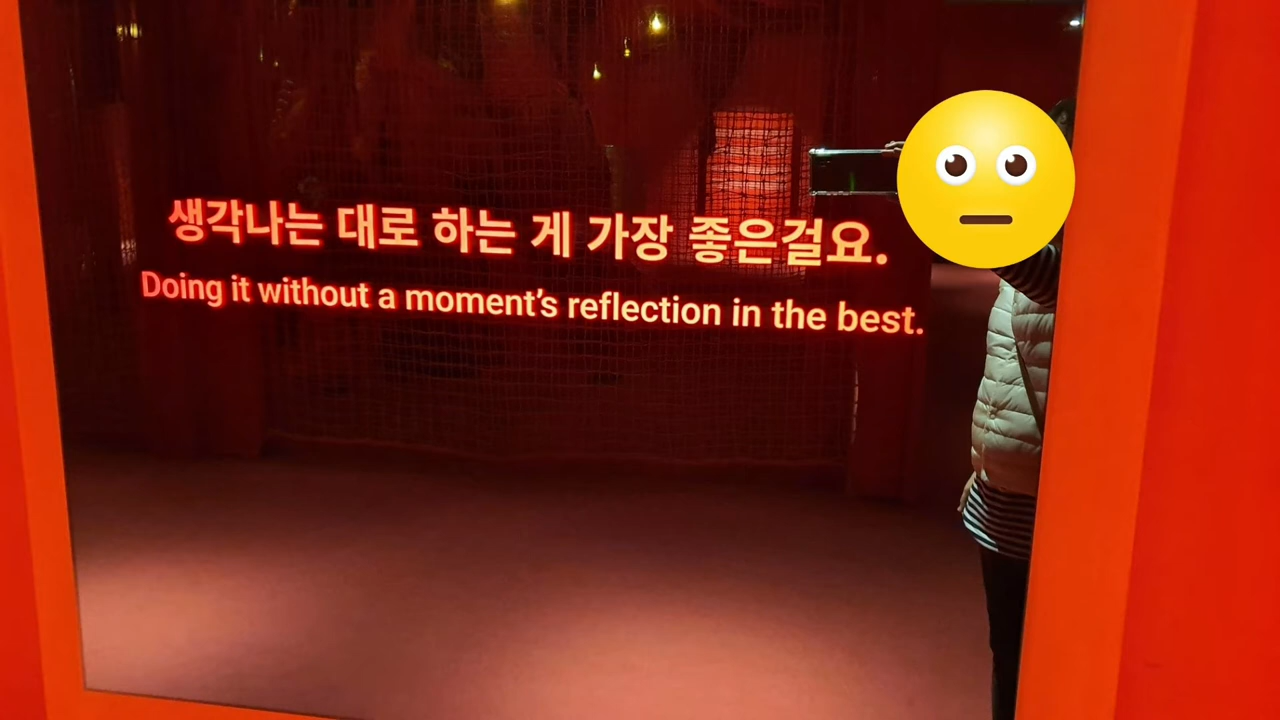 생각나는 대로 하는 게 가장 좋은걸요.
Doing it without a moment's reflection in the best.